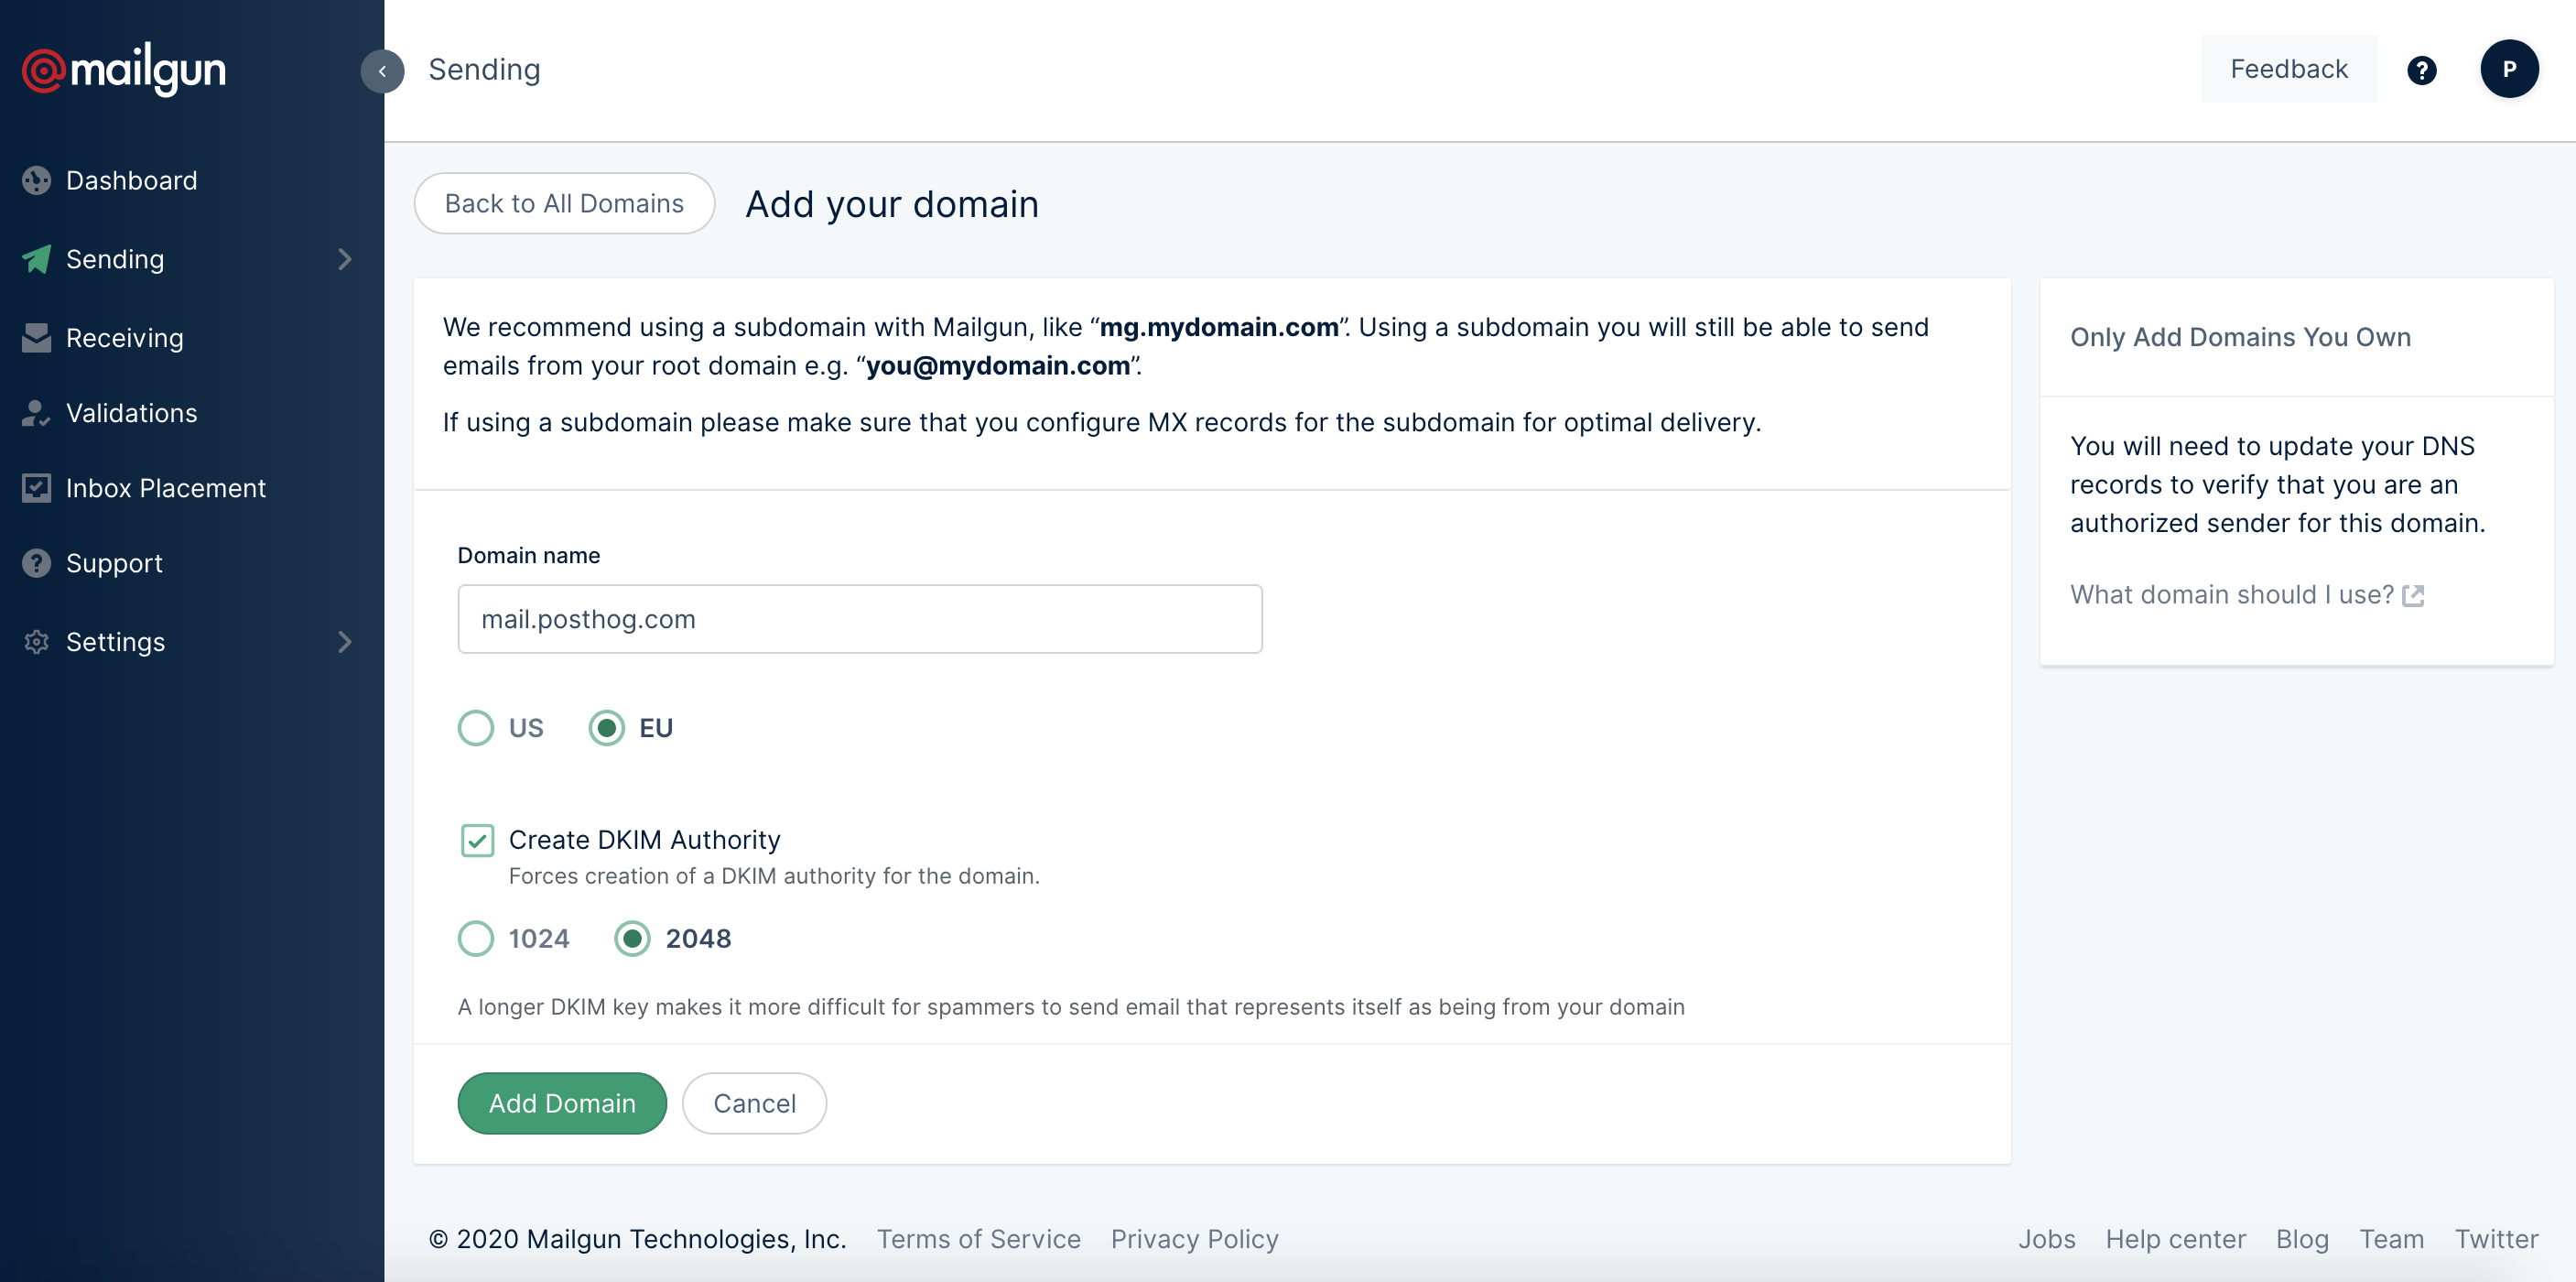 mailgun
Dashboard
Sending
Receiving
Validations
Inbox Placement
Support
Settings
Sending
Feedback
P
Back to All Domains
Add your domain
We recommend using a subdomain with Mailgun, like “mg.mydomain.com”. Using a subdomain you will still be able to send
emails from your root domain e.g. “you@mydomain.com”.
If using a subdomain please make sure that you configure MX records for the subdomain for optimal delivery.
Domain name
mail.posthog.com
US EU
Create DKIM Authority
Forces creation of a DKIM authority for the domain.
1024 2048
A longer DKIM key makes it more difficult for spammers to send email that represents itself as being from your domain
Add Domain Cancel
Only Add Domains You Own
You will need to update your DNS
records to verify that you are an
authorized sender for this domain.
What domain should I use?
© 2020 Mailgun Technologies, Inc. Terms of Service Privacy Policy Jobs Help center Blog Team Twitter